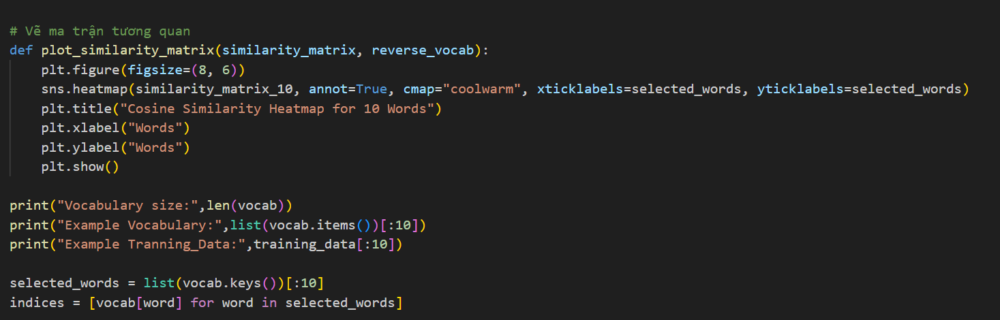 # Vẽ ma trận tương quan
def plot_similarity_matrix(similarity_matrix, reverse_vocab):
    plt.figure(figsize=(8, 6))
    sns.heatmap(similarity_matrix_10, annot=True, cmap="coolwarm", xticklabels=selected_words, yticklabels=selected_words)
    plt.title("Cosine Similarity Heatmap for 10 Words")
    plt.xlabel("Words")
    plt.ylabel("Words")
    plt.show()
print("Vocabulary size:",len(vocab))
print("Example Vocabulary:",list(vocab.items())[:10])
print("Example Tranning_Data:",training_data[:10])
selected_words = list(vocab.keys())[:10]
indices = [vocab[word] for word in selected_words]